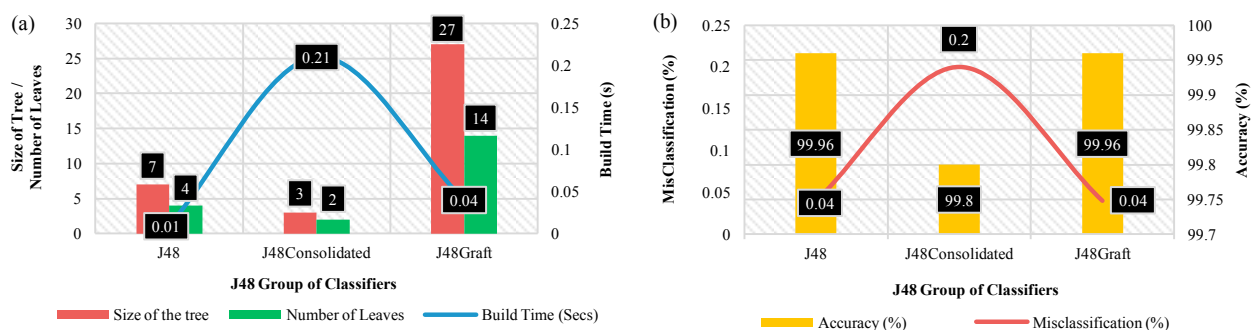 (a)
30
25
20
15
10
5
0
Size of Tree /
Number of Leaves
0.25
0.2
0.15
0.1
0.05
0
Build Time (s)
7
4
0.01
0.21
3
2
27
14
0.04
J48
J48Consolidated
J48Graft
J48 Group of Classifiers
Size of the tree
Number of Leaves
Build Time (Secs)
(b)
0.25
0.2
0.15
0.1
0.05
0
MisClassification (%)
100
99.95
99.9
99.85
99.8
99.75
99.7
Accuracy (%)
99.96
0.04
0.2
99.8
99.96
0.04
J48
J48Consolidated
J48Graft
J48 Group of Classifiers
Accuracy (%)
Misclassification (%)